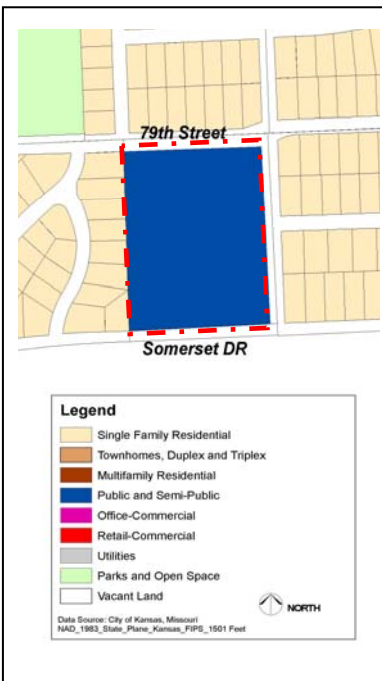 79th Street
Somerset DR
Legend
Single Family Residential
Townhomes, Duplex and Triplex
Multifamily Residential
Public and Semi-Public
Office-Commercial
Retail-Commercial
Utilities
Parks and Open Space
Vacant Land
NORTH
Data Source: City of Kansas, Missouri
NAD_1983_State_Plane_Kansas_FIPS_1501 Feet